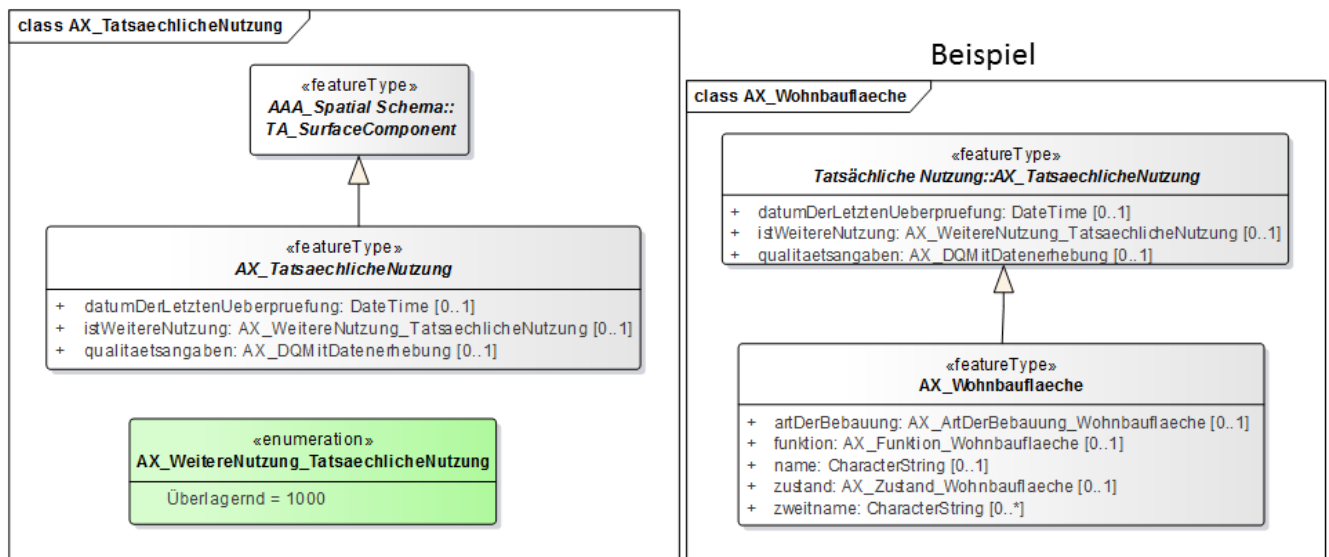 class AX_TatsaechlicheNutzung
«featureType»
AAA_Spatial Schema::
TA_SurfaceComponent
«featureType»
AX_TatsaechlicheNutzung
+ datumDerLetztenUeberpruefung: DateTime [0..1]
+ istWeitereNutzung: AX_WeitereNutzung_TatsaechlicheNutzung [0..1]
+ qualitaetsangaben: AX_DQMitDatenerhebung [0..1]
«enumeration»
AX_WeitereNutzung_TatsaechlicheNutzung
Überlagernd = 1000
Beispiel
class AX_Wohnbauflaeche
«featureType»
Tatsächliche Nutzung::AX_TatsaechlicheNutzung
+ datumDerLetztenUeberpruefung: DateTime [0..1]
+ istWeitereNutzung: AX_WeitereNutzung_TatsaechlicheNutzung [0..1]
+ qualitaetsangaben: AX_DQMitDatenerhebung [0..1]
«featureType»
AX_Wohnbauflaeche
+ artDerBebauung: AX_ArtDerBebauung_Wohnbauflaeche [0..1]
+ funktion: AX_Funktion_Wohnbauflaeche [0..1]
+ name: CharacterString [0..1]
+ zustand: AX_Zustand_Wohnbauflaeche [0..1]
+ zweitname: CharacterString [0..*]